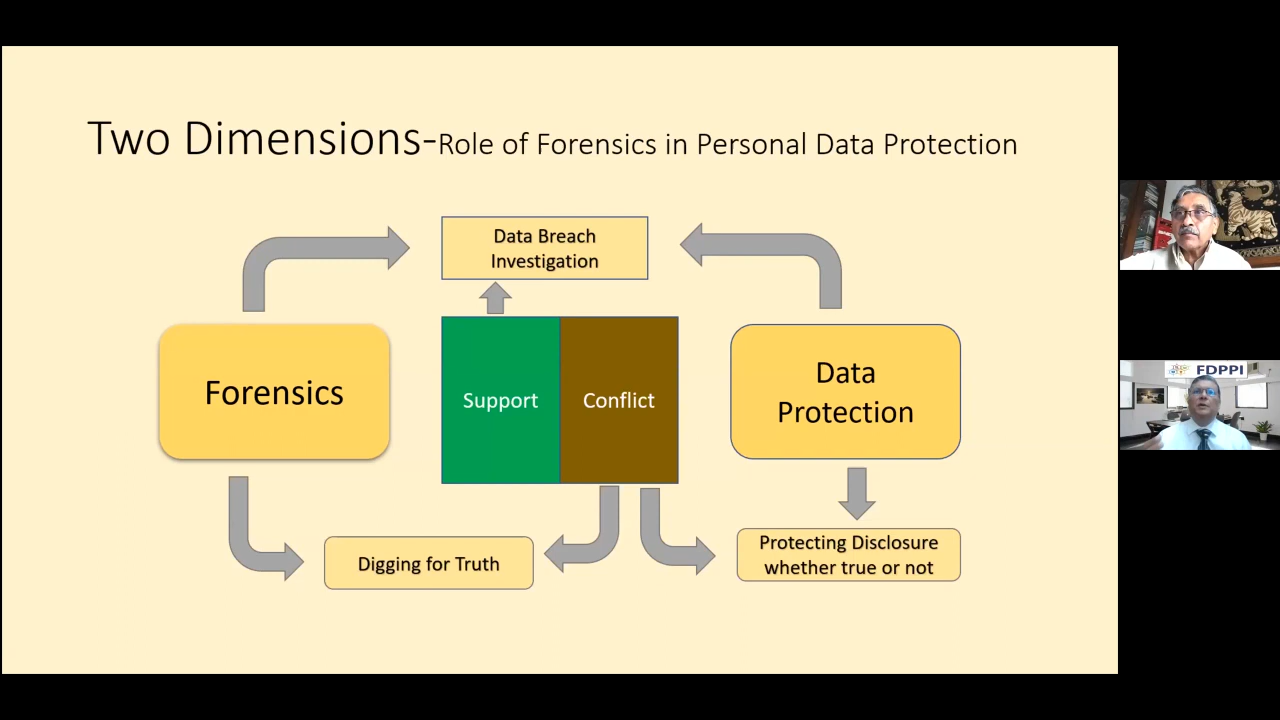 Two Dimensions-Role of Forensics in Personal Data Protection
Data Breach
Investigation
Forensics
Support
Conflict
Data
Protection
Digging for Truth
Protecting Disclosure
whether true or not
FDPPI